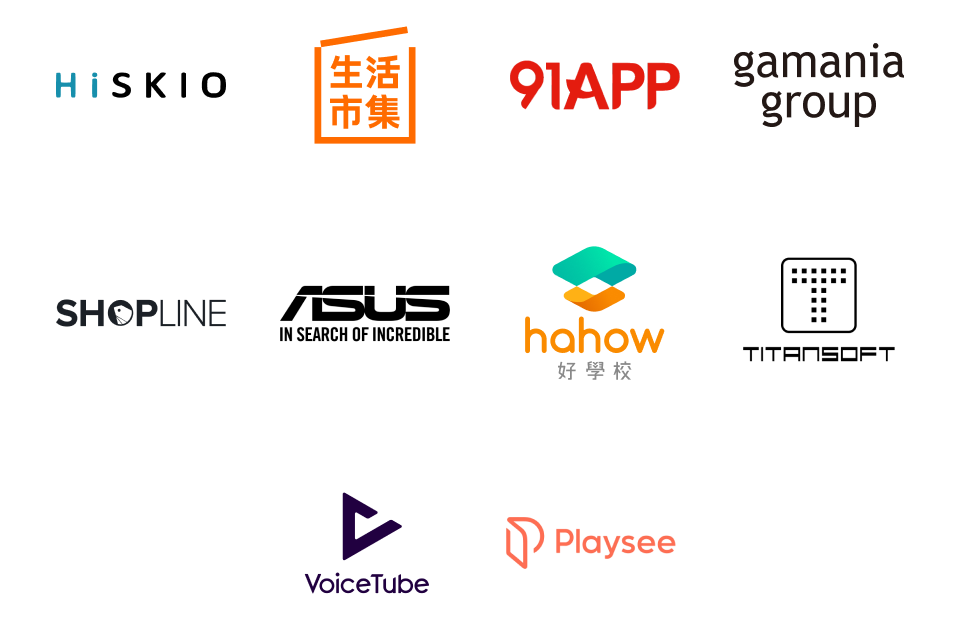 HiSKIO
生活
市集
91APP
gamania
group
SHOPLINE
ASUS
IN SEARCH OF INCREDIBLE
hahow
好學校
TITANSOFT
VoiceTube
Playsee